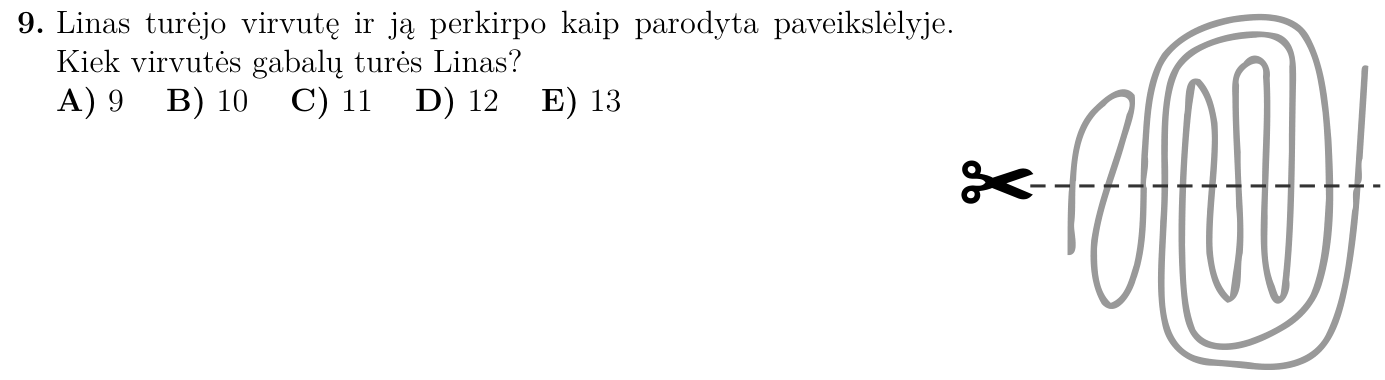 9. Linas turėjo virvutę ir ją perkirpo kaip parodyta paveikslėlyje.
Kiek virvutės gabalų turės Linas?
A) 9 B) 10 C) 11 D) 12 E) 13